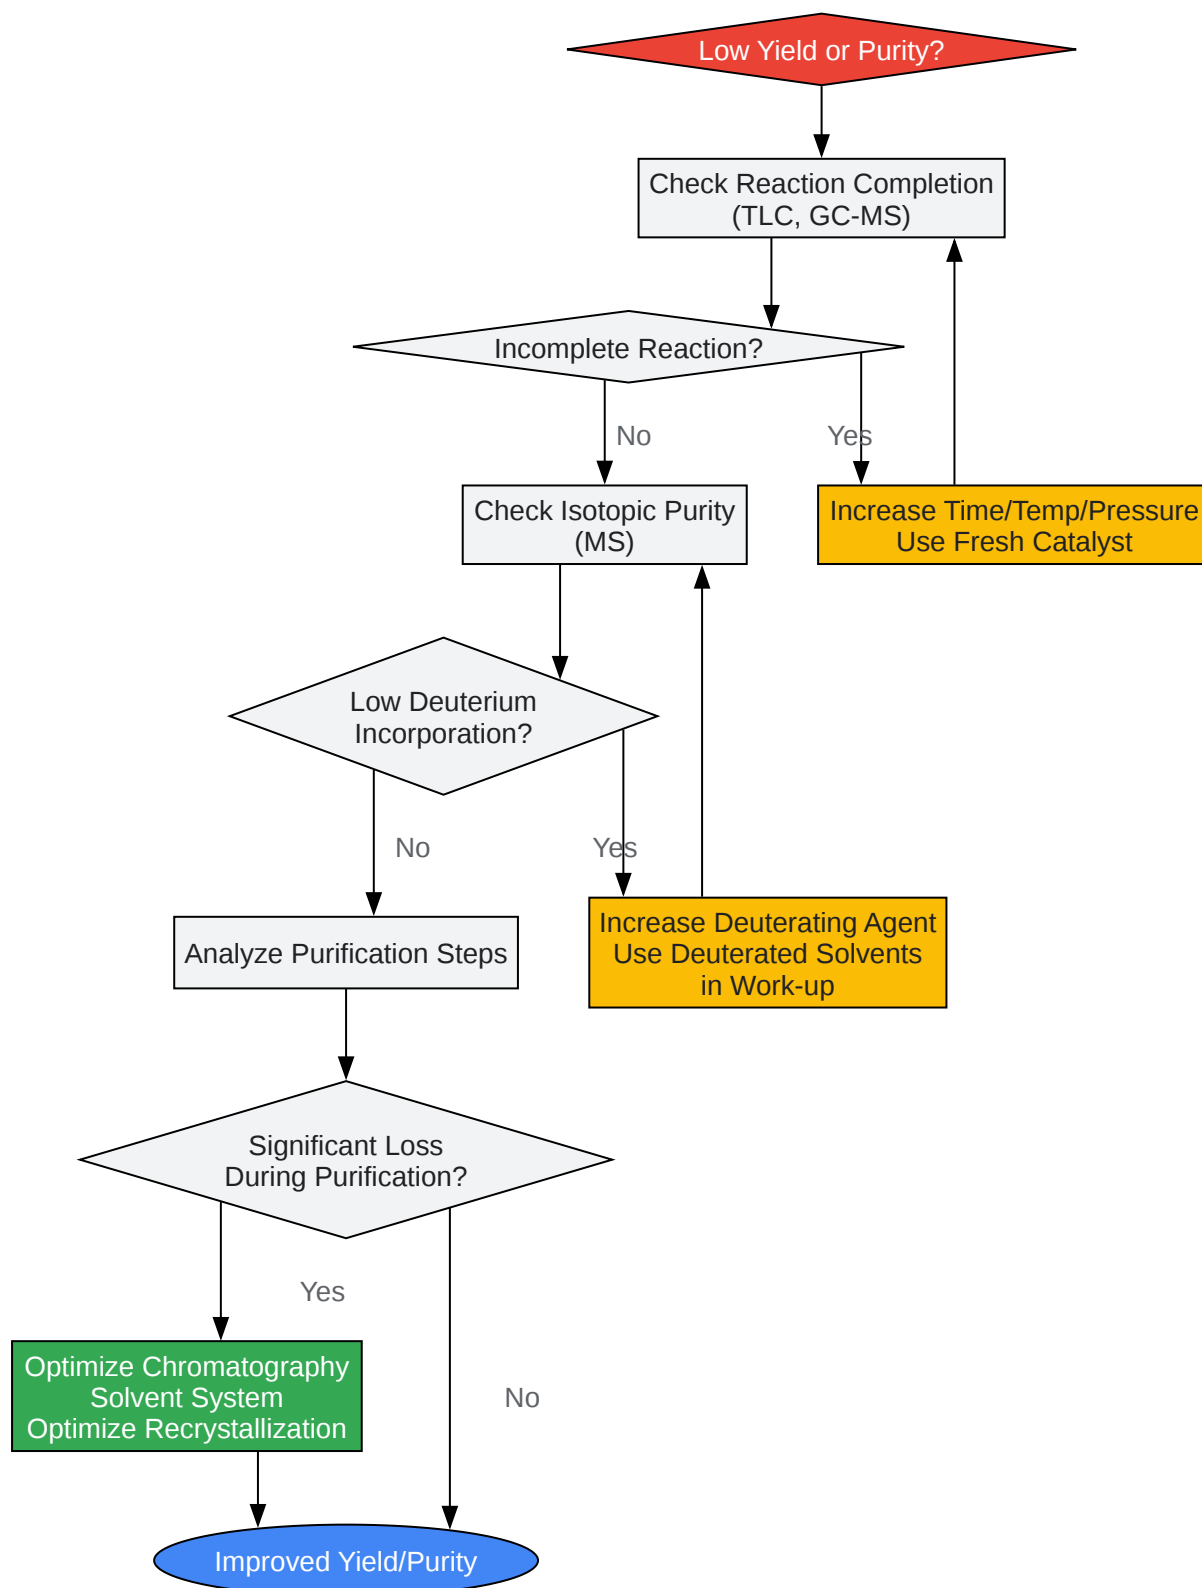 Low Yield or Purity?
Check Reaction Completion
(TLC, GC-MS)
Incomplete Reaction?
No
Yes
Check Isotopic Purity
(MS)
Increase Time/Temp/Pressure
Use Fresh Catalyst
Low Deuterium
Incorporation?
No
Yes
Analyze Purification Steps
Increase Deuterating Agent
Use Deuterated Solvents
in Work-up
Significant Loss
During Purification?
Yes
No
Optimize Chromatography
Solvent System
Optimize Recrystallization
Improved Yield/Purity